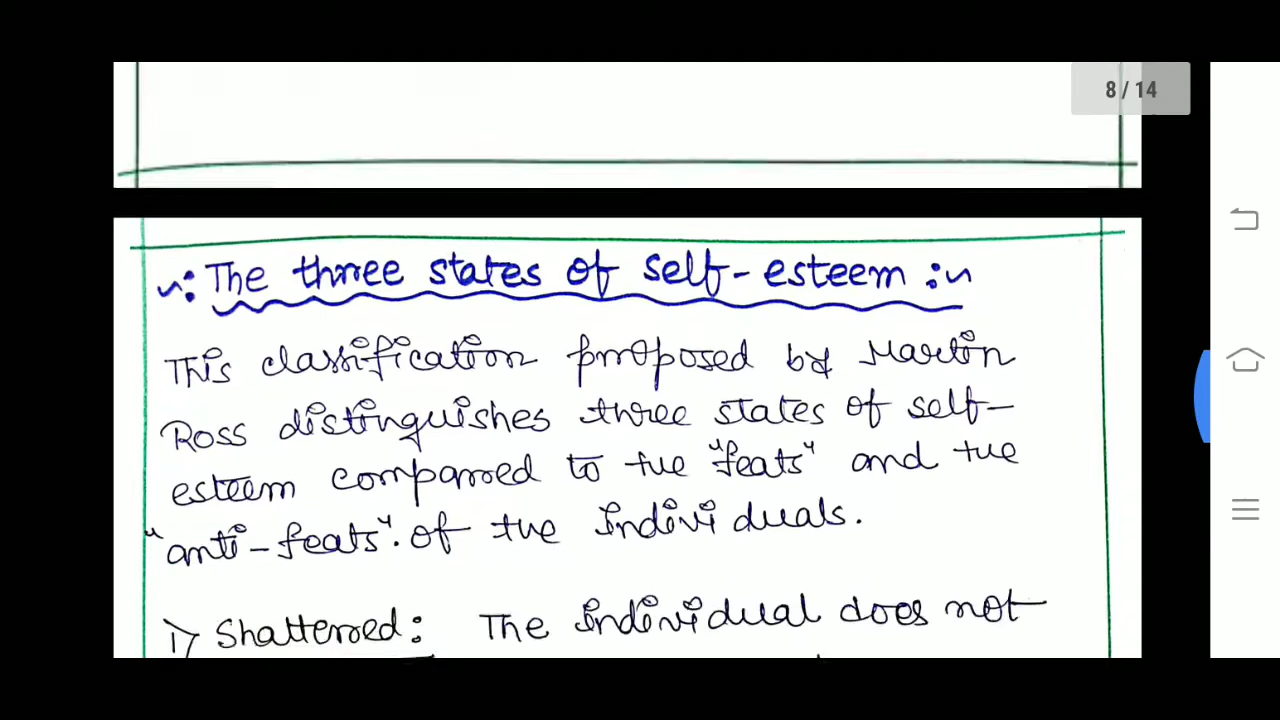 8 / 14
~: The three states of self-esteem :~
This classification proposed by Martin
Ross distinguishes three states of self-
esteem compared to the "feats" and the
"anti-feats". of the individuals.
1> Shattered: The individual does not